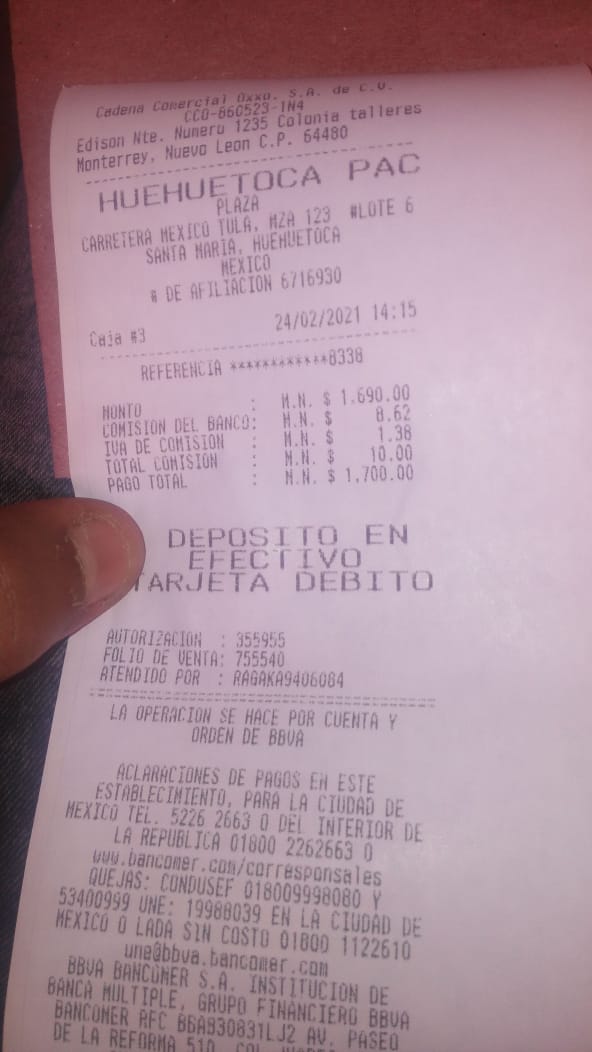 Cadena Comercial Oxxo. S.A. de C.V.
CCO-860523-1N4
Edison Nte. Numero 1235 Colonia talleres
Monterrey, Nuevo Leon C.P. 64480
HUEHUETOCA PAC
PLAZA
CARRETERA MEXICO TULA, MZA 123 #LOTE 6
SANTA MARIA, HUEHUETOCA
MEXICO
# DE AFILIACION 6716930
Caja #3 24/02/2021 14:15
REFERENCIA ************8338
MONTO : M.N. $ 1,690.00
COMISION DEL BANCO: M.N. $ 8.62
IVA DE COMISION : M.N. $ 1.38
TOTAL COMISION : M.N. $ 10.00
PAGO TOTAL : M.N. $ 1,700.00
DEPOSITO EN
EFECTIVO
TARJETA DEBITO
AUTORIZACION : 355955
FOLIO DE VENTA: 755540
ATENDIDO POR : RAGAKA9406084
LA OPERACION SE HACE POR CUENTA Y
ORDEN DE BBVA
ACLARACIONES DE PAGOS EN ESTE
ESTABLECIMIENTO, PARA LA CIUDAD DE
MEXICO TEL. 5226 2663 O DEL INTERIOR DE
LA REPUBLICA 01800 2262663 O
www.bancomer.com/corresponsales
QUEJAS: CONDUSEF 018009998080 Y
53400999 UNE: 19988039 EN LA CIUDAD DE
MEXICO O LADA SIN COSTO 01800 1122610
une@bbva.bancomer.com
BBVA BANCOMER S.A. INSTITUCION DE
BANCA MULTIPLE, GRUPO FINANCIERO BBVA
BANCOMER RFC BBA830831LJ2 AV. PASEO
DE LA REFORMA 510, COL.